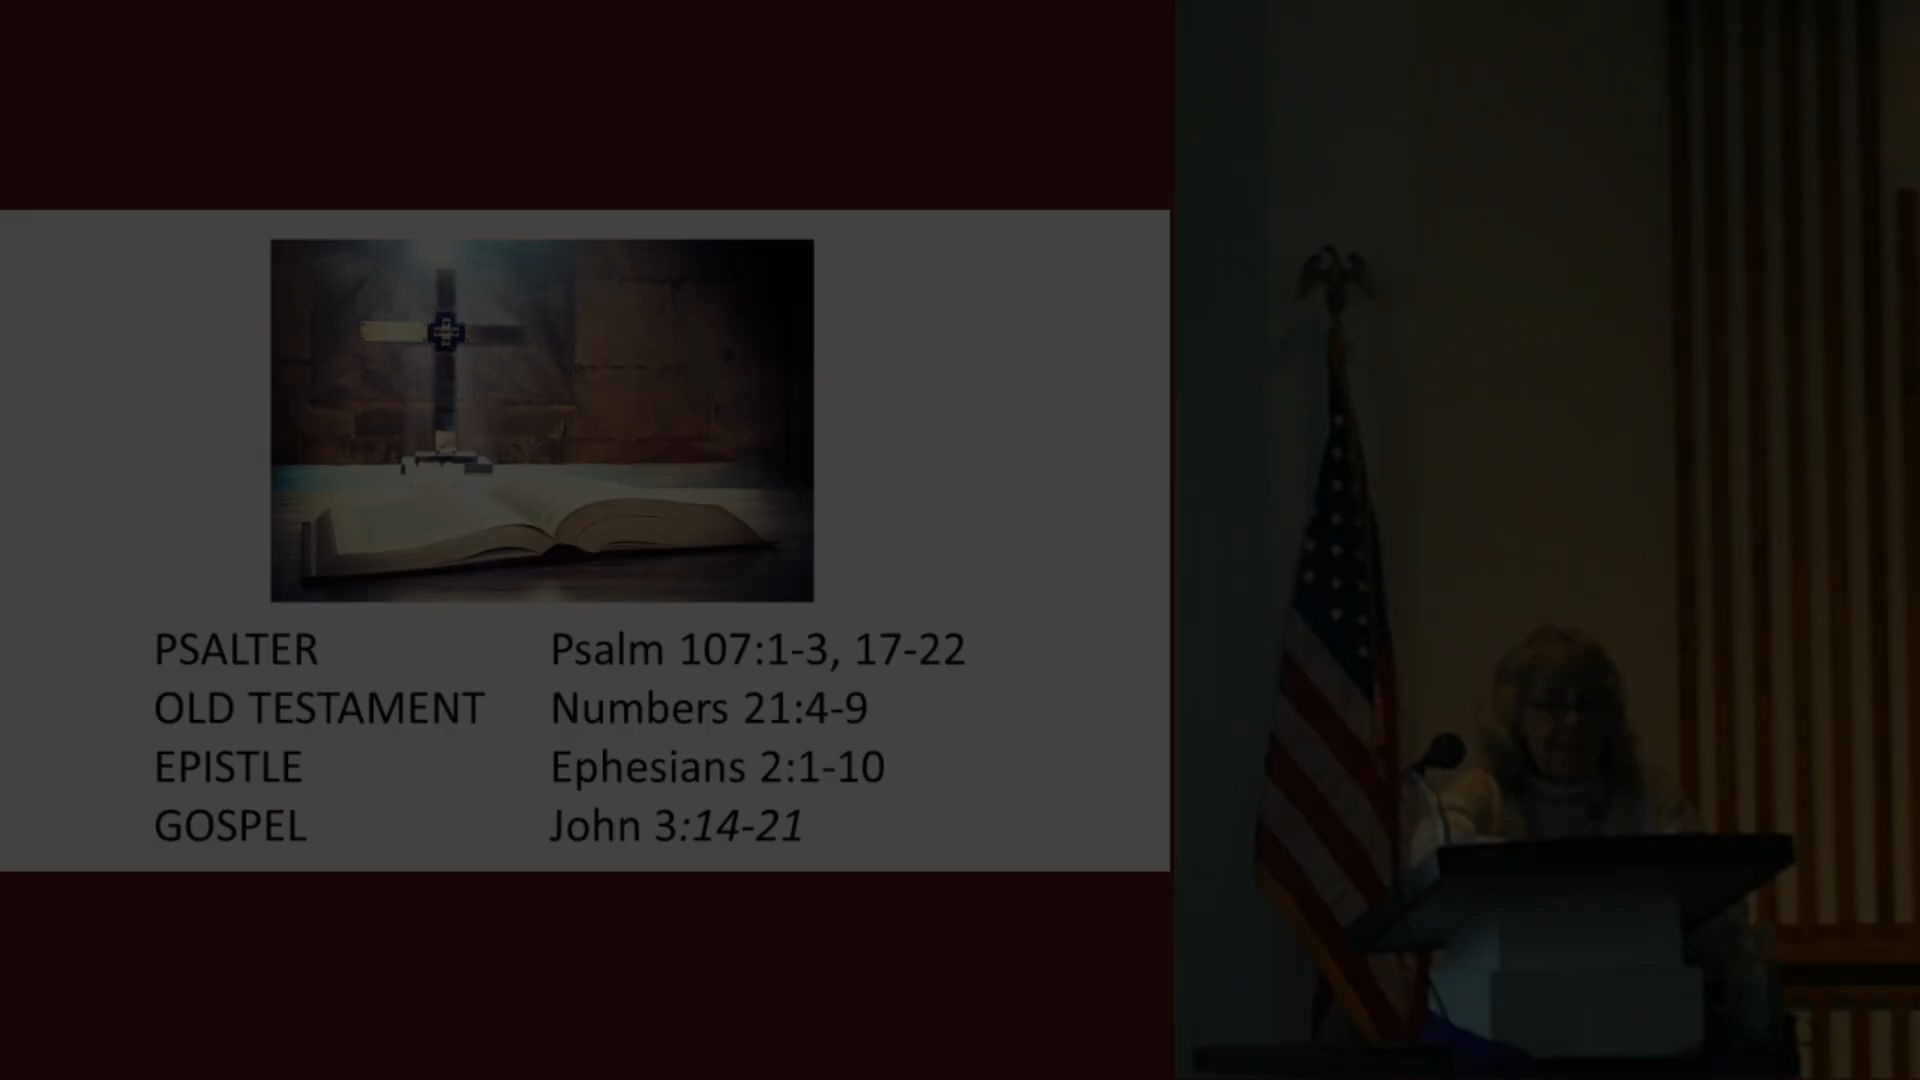 PSALTER Psalm 107:1-3, 17-22
OLD TESTAMENT Numbers 21:4-9
EPISTLE Ephesians 2:1-10
GOSPEL John 3:14-21